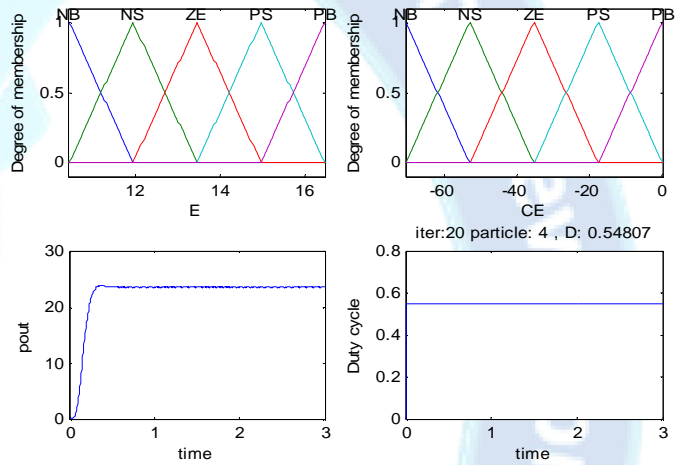 NB NS ZE PS PB
1
0.5
0
Degree of membership
12 14 16
E
NB NS ZE PS PB
1
0.5
0
Degree of membership
-60 -40 -20 0
CE
30
20
10
0
pout
0 1 2 3
time
iter:20 particle: 4 , D: 0.54807
0.8
0.6
0.4
0.2
0
Duty cycle
0 1 2 3
time